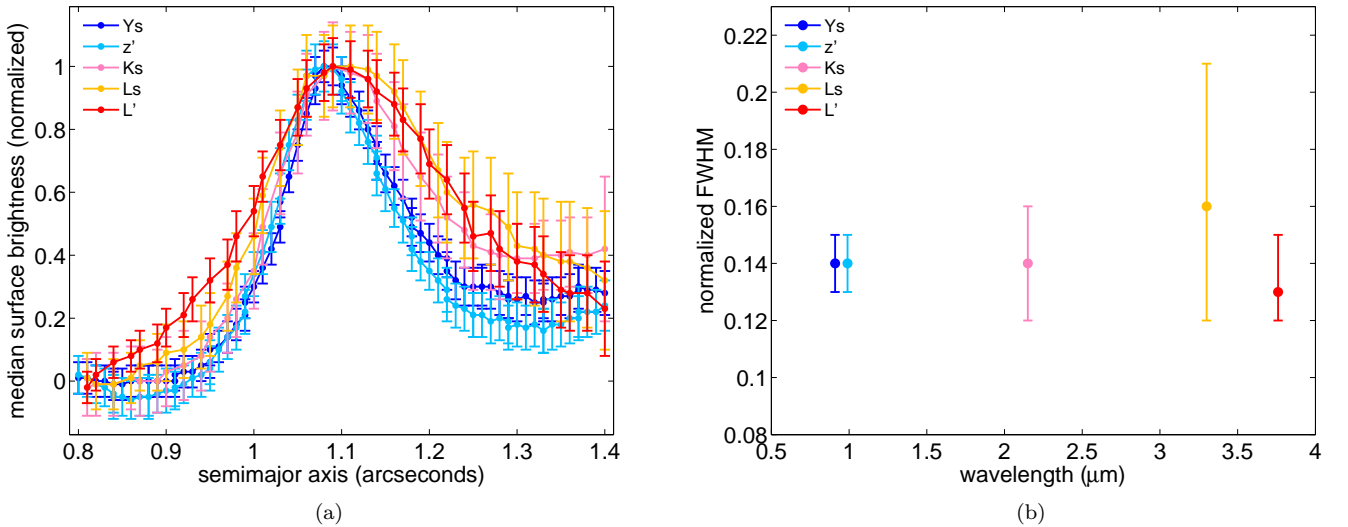 Ys
z'
Ks
Ls
L'
1
0.8
0.6
0.4
0.2
0
median surface brightness (normalized)
0.8 0.9 1 1.1 1.2 1.3 1.4
semimajor axis (arcseconds)
(a)
Ys
z'
Ks
Ls
L'
0.22
0.2
0.18
0.16
0.14
0.12
0.1
0.08
normalized FWHM
0.5 1 1.5 2 2.5 3 3.5 4
wavelength (μm)
(b)